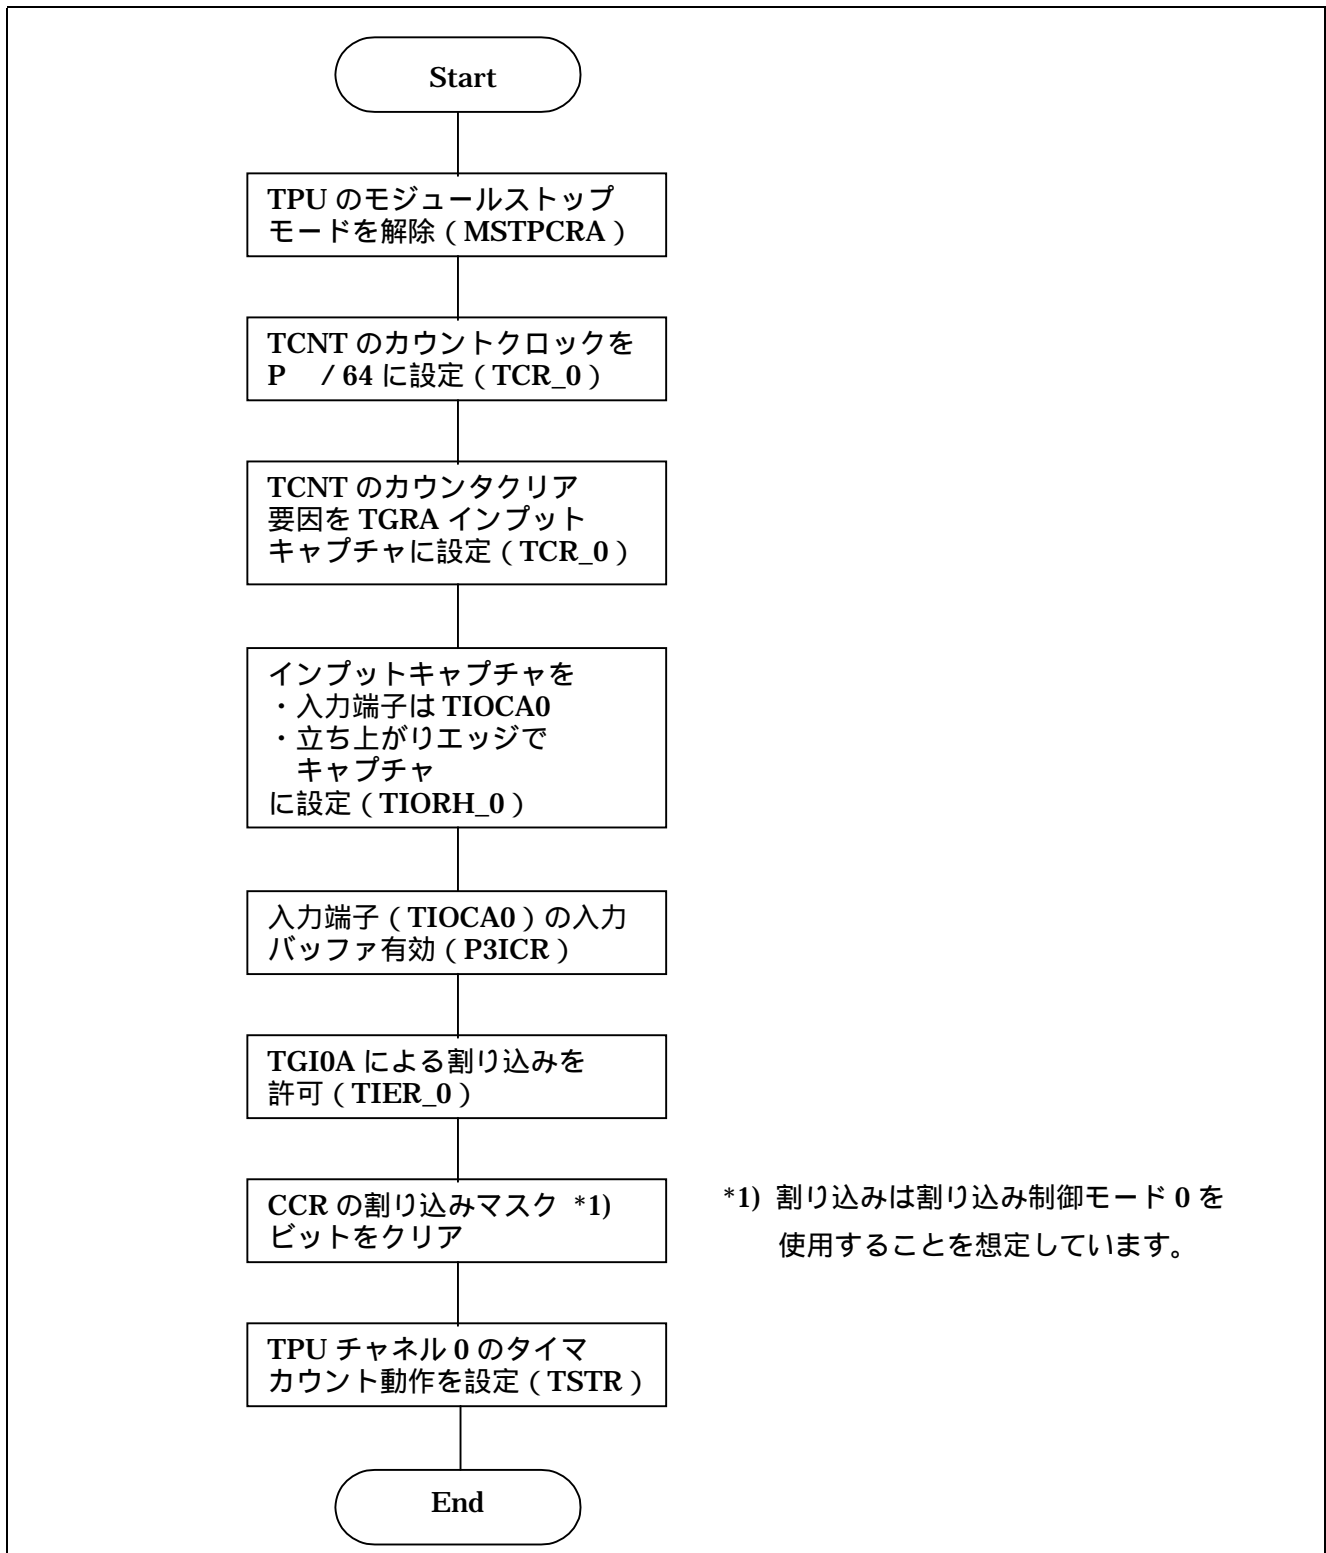 Start
TPU のモジュールストップ
モードを解除（MSTPCRA）
TCNT のカウントクロックを
P　/ 64 に設定（TCR_0）
TCNT のカウンタクリア
要因を TGRA インプット
キャプチャに設定（TCR_0）
インプットキャプチャを
・入力端子は TIOCA0
・立ち上がりエッジで
キャプチャ
に設定（TIORH_0）
入力端子（TIOCA0）の入力
バッファ有効（P3ICR）
TGI0A による割り込みを
許可（TIER_0）
CCR の割り込みマスク *1)
ビットをクリア
*1) 割り込みは割り込み制御モード 0 を
使用することを想定しています。
TPU チャネル 0 のタイマ
カウント動作を設定（TSTR）
End